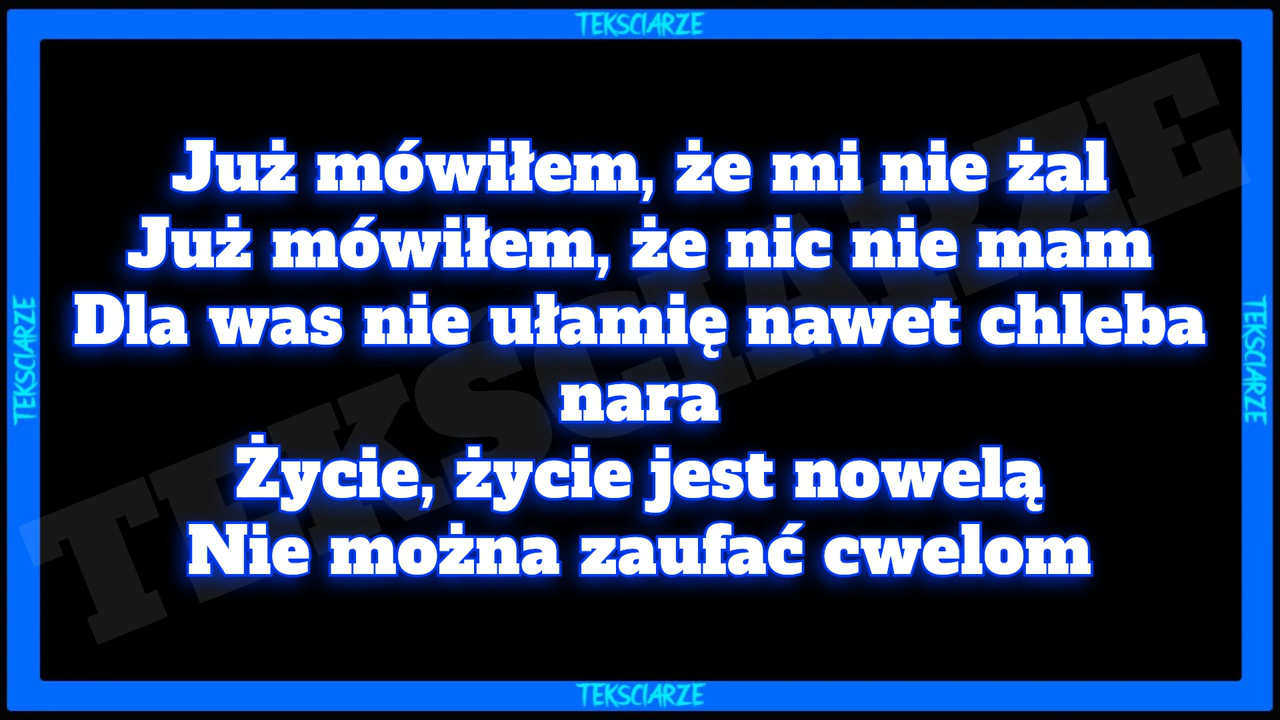 TEKSCIARZE
Już mówiłem, że mi nie żal
Już mówiłem, że nic nie mam
Dla was nie ułamię nawet chleba
nara
Życie, życie jest nowelą
Nie można zaufać cwelom
TEKSCIARZE
TEKSCIARZE
TEKSCIARZE
TEKSCIARZE